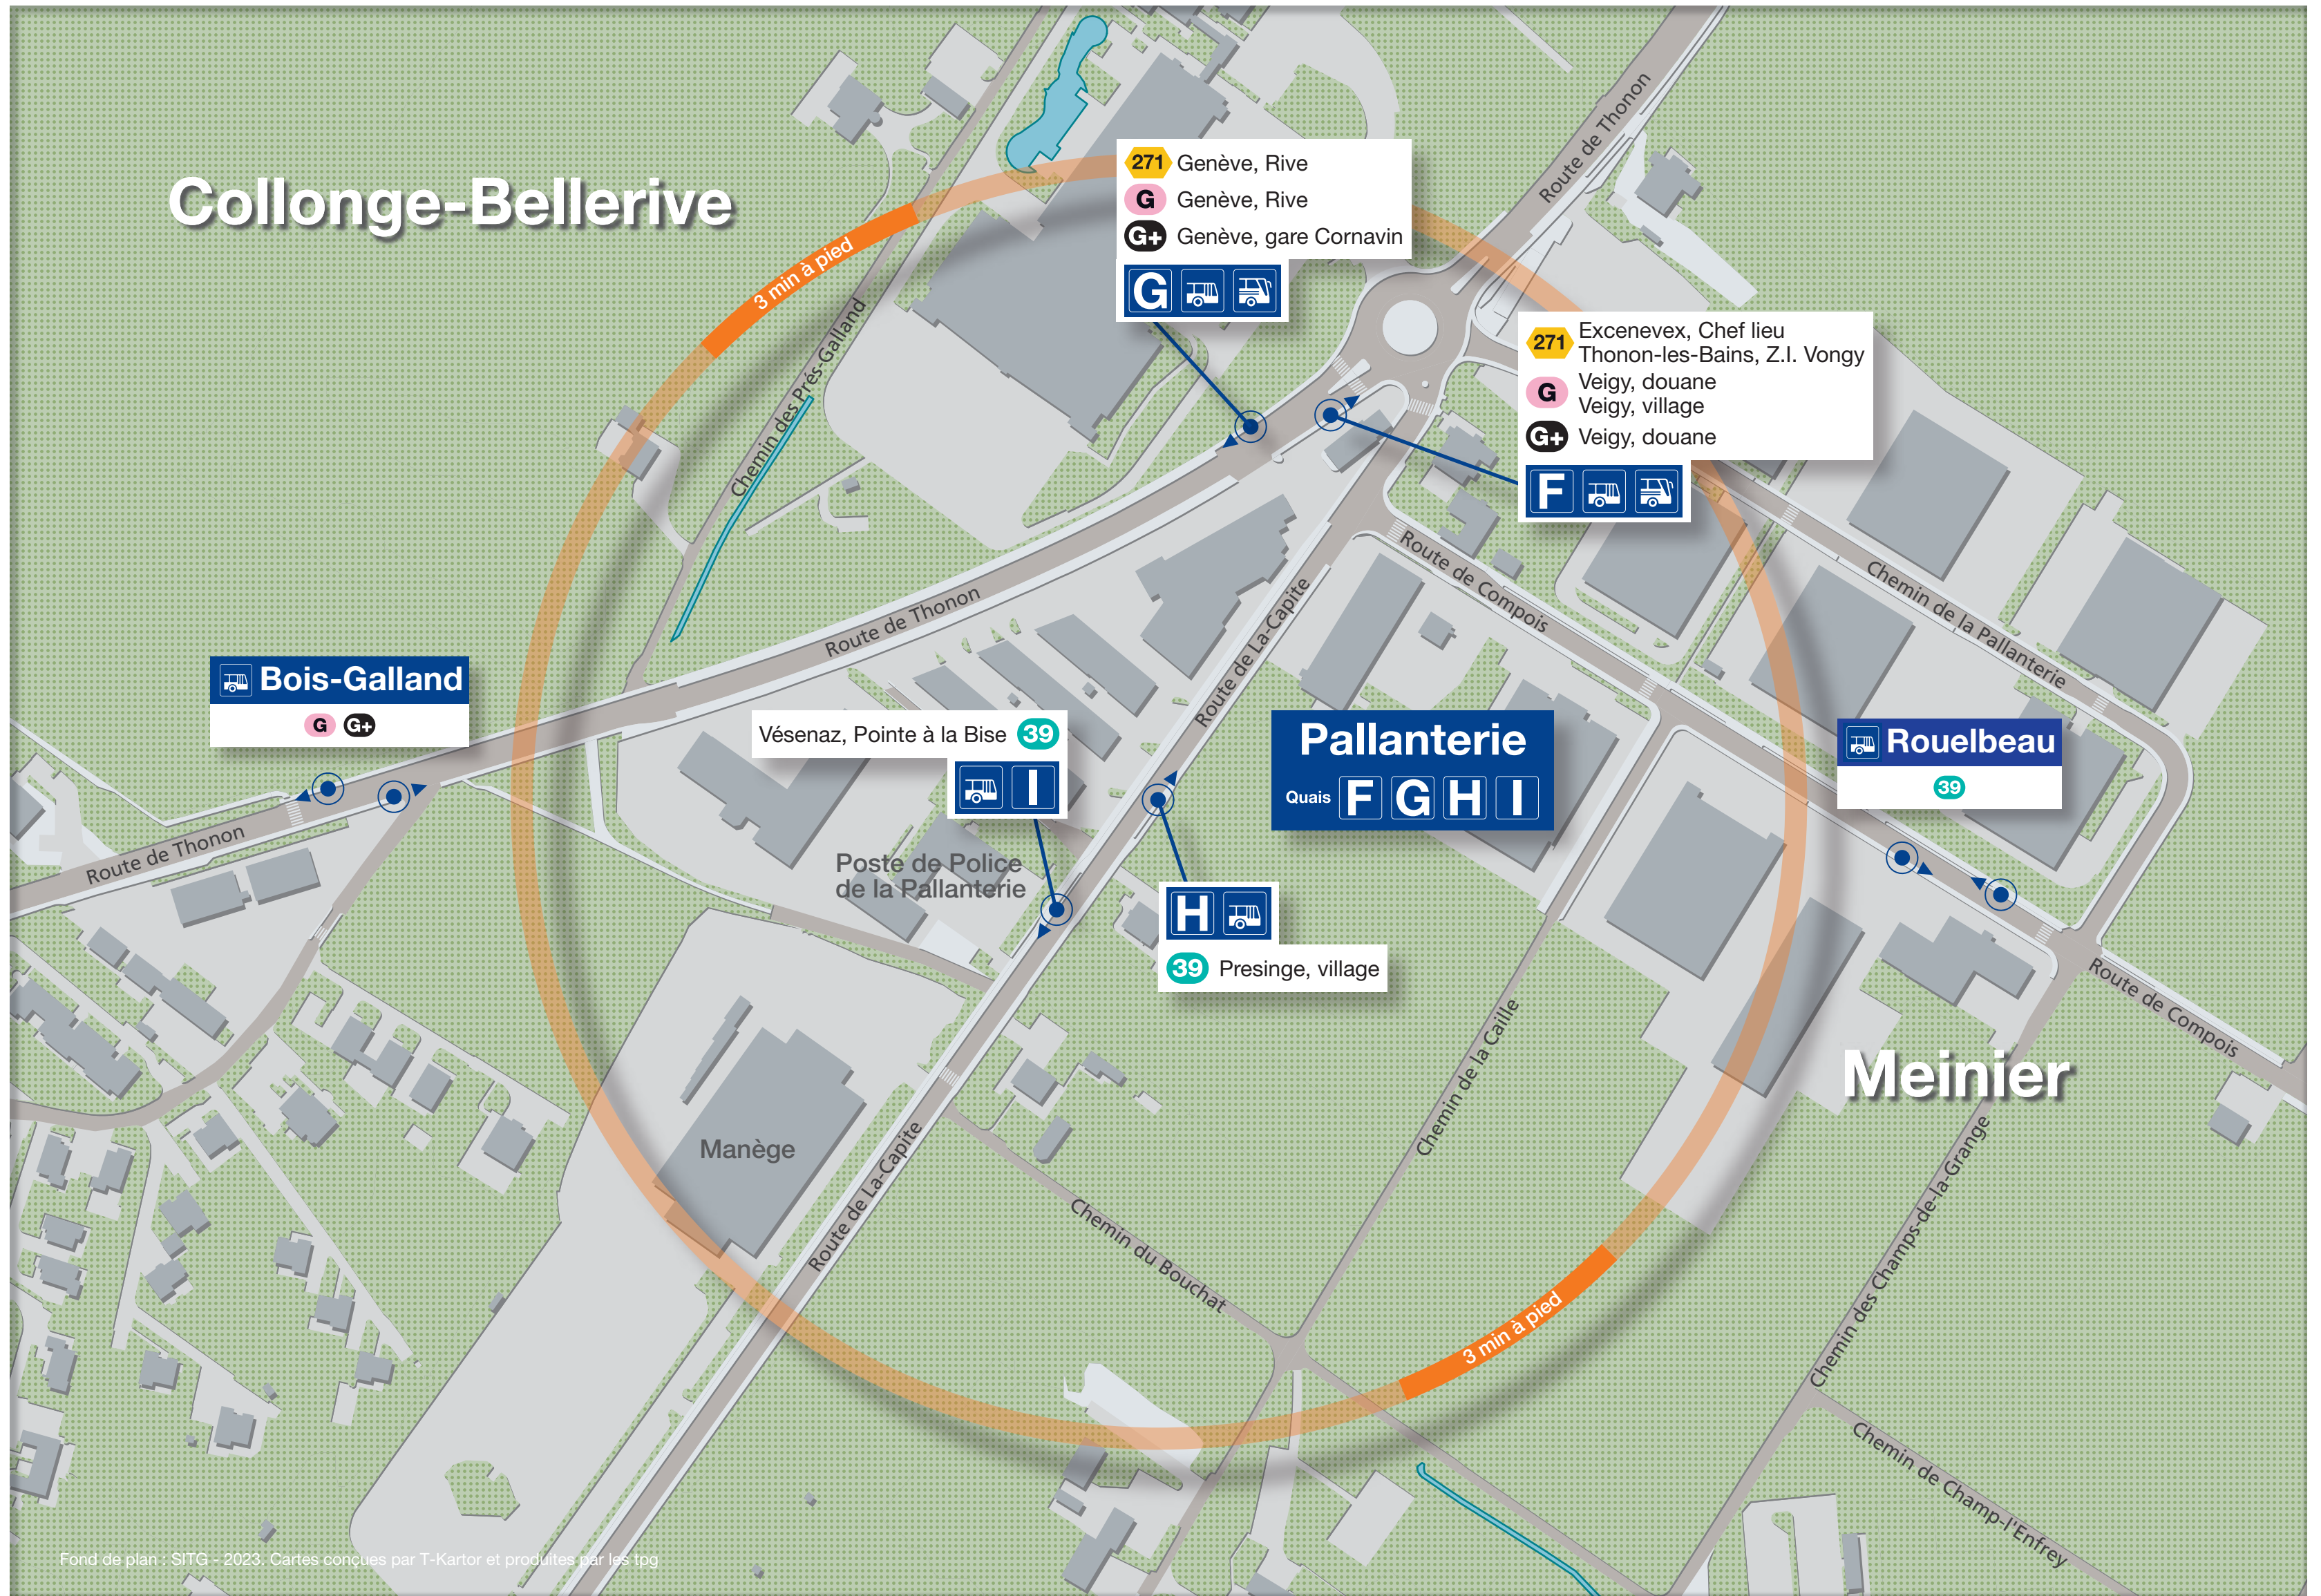 Collonge-Bellerive
271 Genève, Rive
G Genève, Rive
G+ Genève, gare Cornavin
G
Route de Thonon
3 min à pied
Chemin des Prés-Galland
271 Excenevex, Chef lieu
Thonon-les-Bains, Z.I. Vongy
G Veigy, douane
Veigy, village
G+ Veigy, douane
F
Route de Compois
Chemin de la Pallanterie
Route de Thonon
Route de La-Capite
Bois-Galland
G G+
Vésenaz, Pointe à la Bise 39
I
Pallanterie
Quais F G H I
Rouelbeau
39
Route de Thonon
Poste de Police
de la Pallanterie
H
39 Presinge, village
Route de Compois
Meinier
Manège
Chemin de la Caille
Route de La-Capite
Chemin du Bouchat
Chemin des Champs-de-la-Grange
3 min à pied
Chemin de Champ-l'Enfrey
Fond de plan : SITG - 2023. Cartes conçues par T-Kartor et produites par les tpg